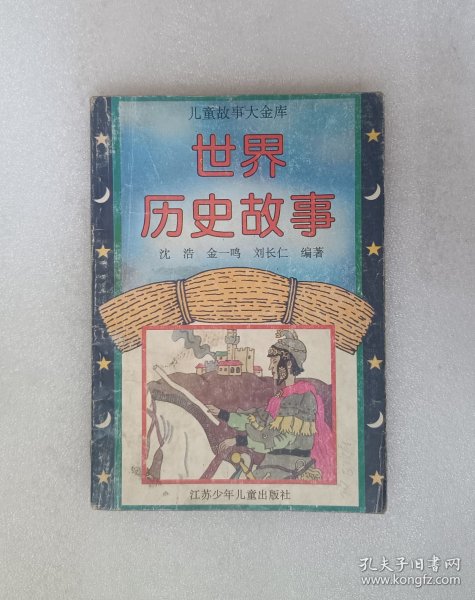 儿童故事大金库
世界
历史故事
沈浩 金一鸣 刘长仁 编著
江苏少年儿童出版社
孔夫子旧书网
www.kongfz.com